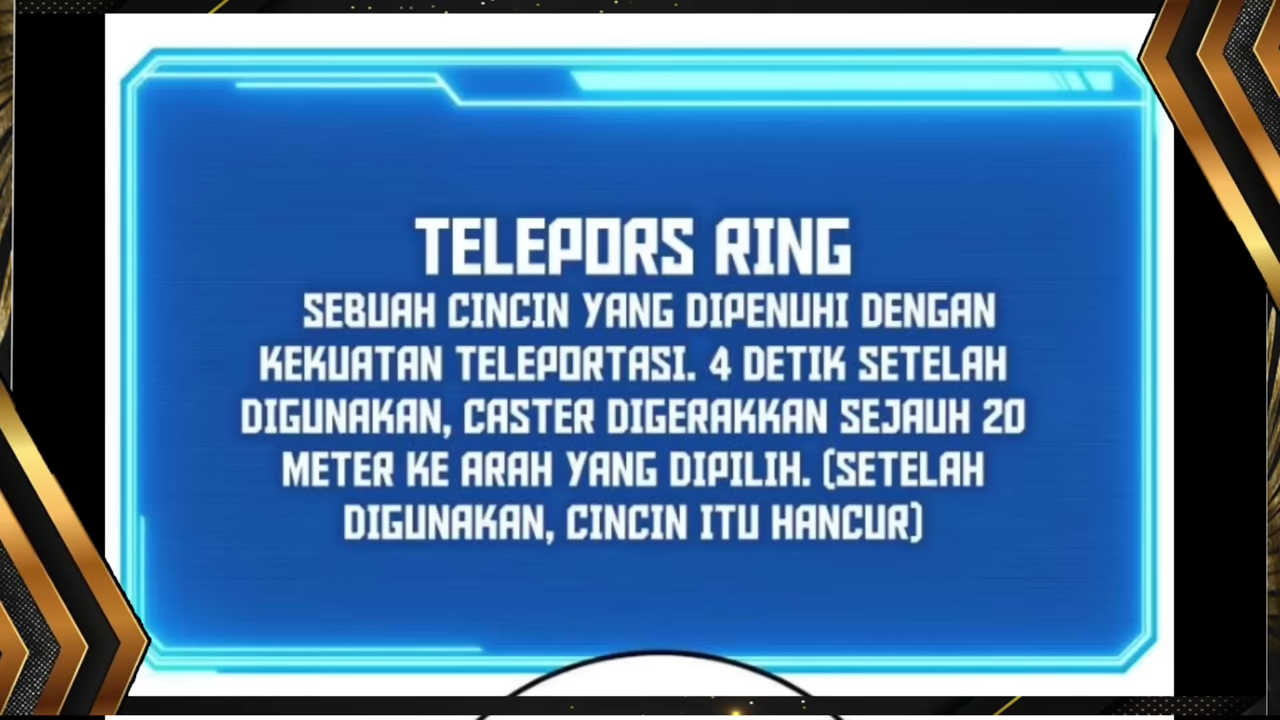 TELEPORS RING
SEBUAH CINCIN YANG DIPENUHI DENGAN
KEKUATAN TELEPORTASI. 4 DETIK SETELAH
DIGUNAKAN, CASTER DIGERAKKAN SEJAUH 20
METER KE ARAH YANG DIPILIH. (SETELAH
DIGUNAKAN, CINCIN ITU HANCUR)